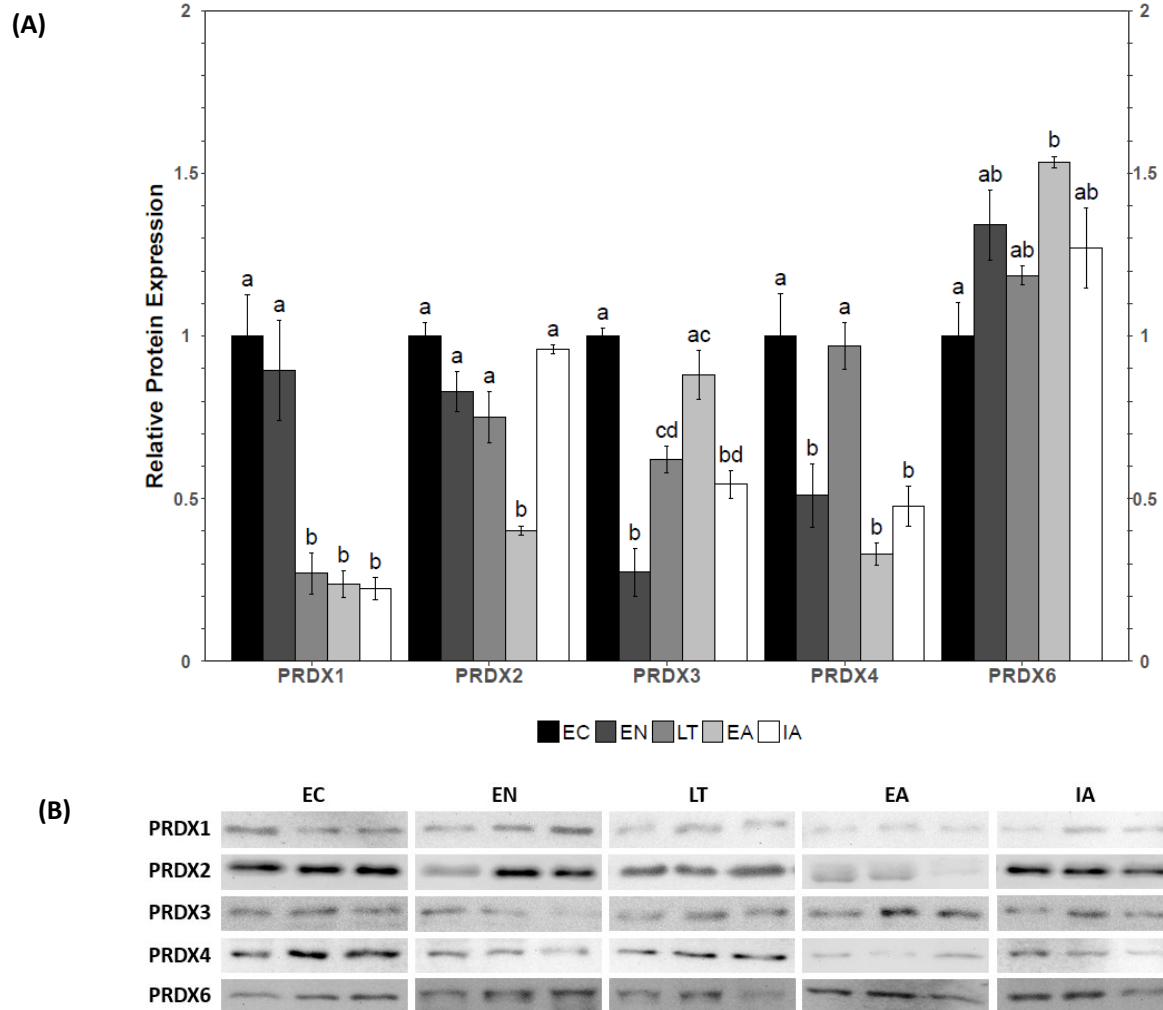 (A)
Relative Protein Expression
2 2
1.5 1.5
1 1
0.5 0.5
0 0
a a b b b
a a a b a
a b cd ac bd
a b a b b
a ab ab b ab
PRDX1 PRDX2 PRDX3 PRDX4 PRDX6
EC EN LT EA IA
(B)
EC EN LT EA IA
PRDX1
PRDX2
PRDX3
PRDX4
PRDX6